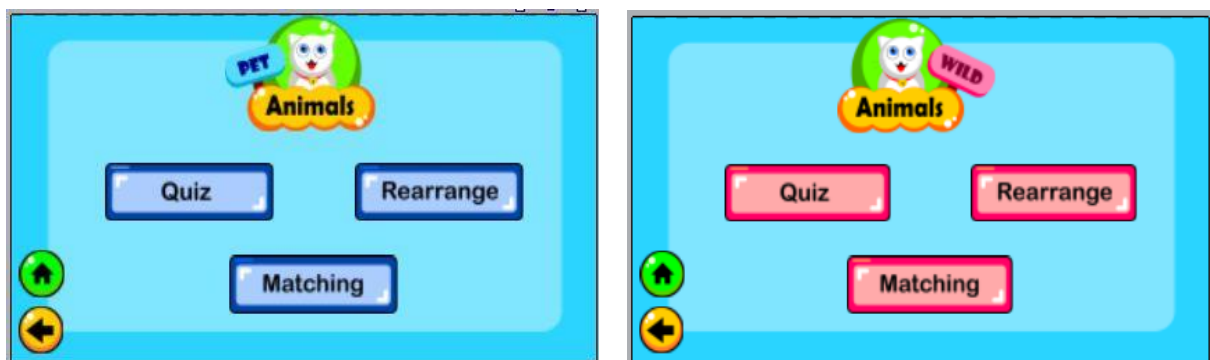 PET
Animals
Quiz
Rearrange
Matching
WILD
Animals
Quiz
Rearrange
Matching